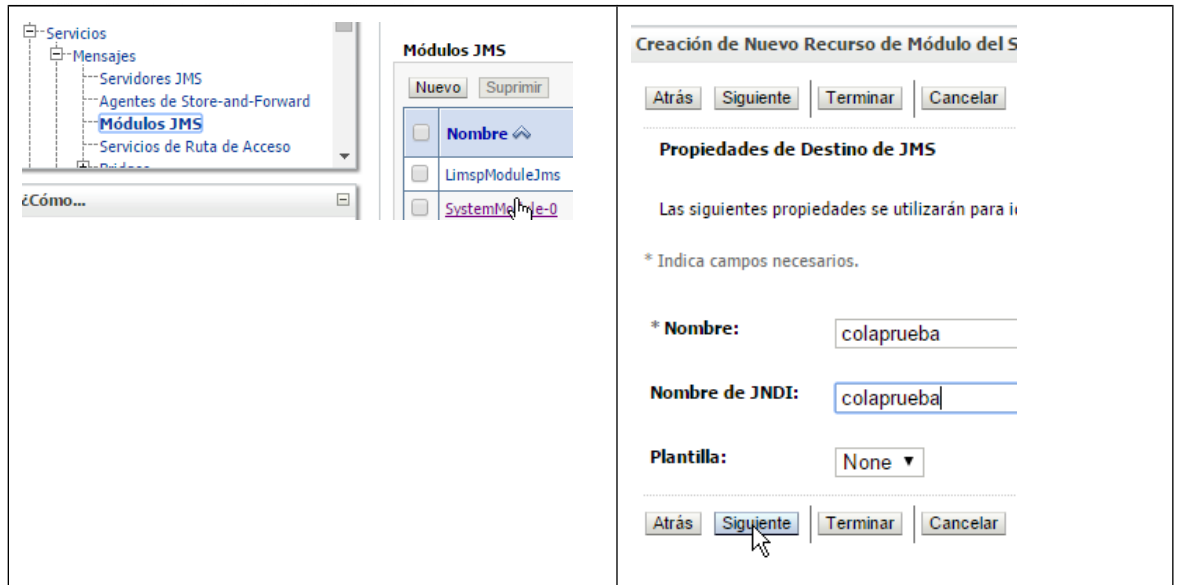 Servicios
Mensajes
Servidores JMS
Agentes de Store-and-Forward
Módulos JMS
Servicios de Ruta de Acceso
¿Cómo...
Módulos JMS
Nuevo Suprimir
Nombre
LimspModuleJms
SystemModule-0
Creación de Nuevo Recurso de Módulo del S
Atrás Siguiente Terminar Cancelar
Propiedades de Destino de JMS
Las siguientes propiedades se utilizarán para i
* Indica campos necesarios.
* Nombre: colaprueba
Nombre de JNDI: colaprueba
Plantilla: None
Atrás Siguiente Terminar Cancelar